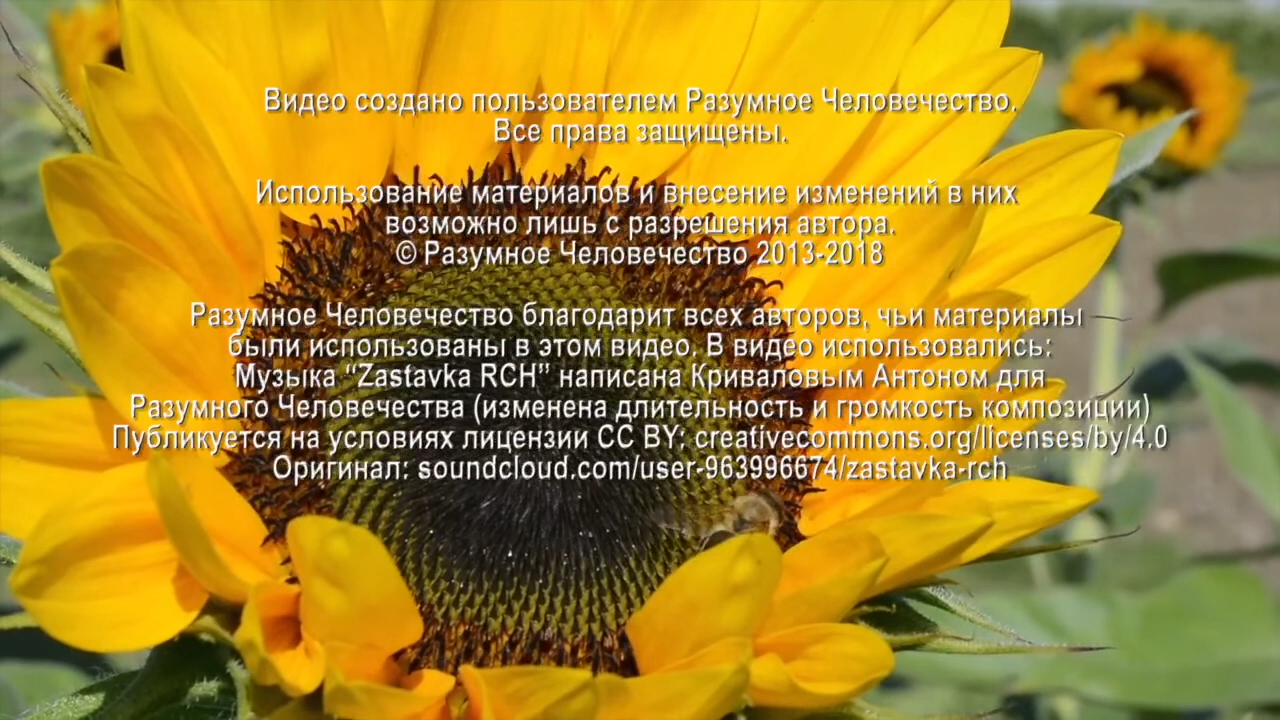 Видео создано пользователем Разумное Человечество.
Все права защищены.
Использование материалов и внесение изменений в них
возможно лишь с разрешения автора.
© Разумное Человечество 2013-2018
Разумное Человечество благодарит всех авторов, чьи материалы
были использованы в этом видео. В видео использовались:
Музыка “Zastavka RCH” написана Криваловым Антоном для
Разумного Человечества (изменена длительность и громкость композиции)
Публикуется на условиях лицензии CC BY: creativecommons.org/licenses/by/4.0
Оригинал: soundcloud.com/user-963996674/zastavka-rch